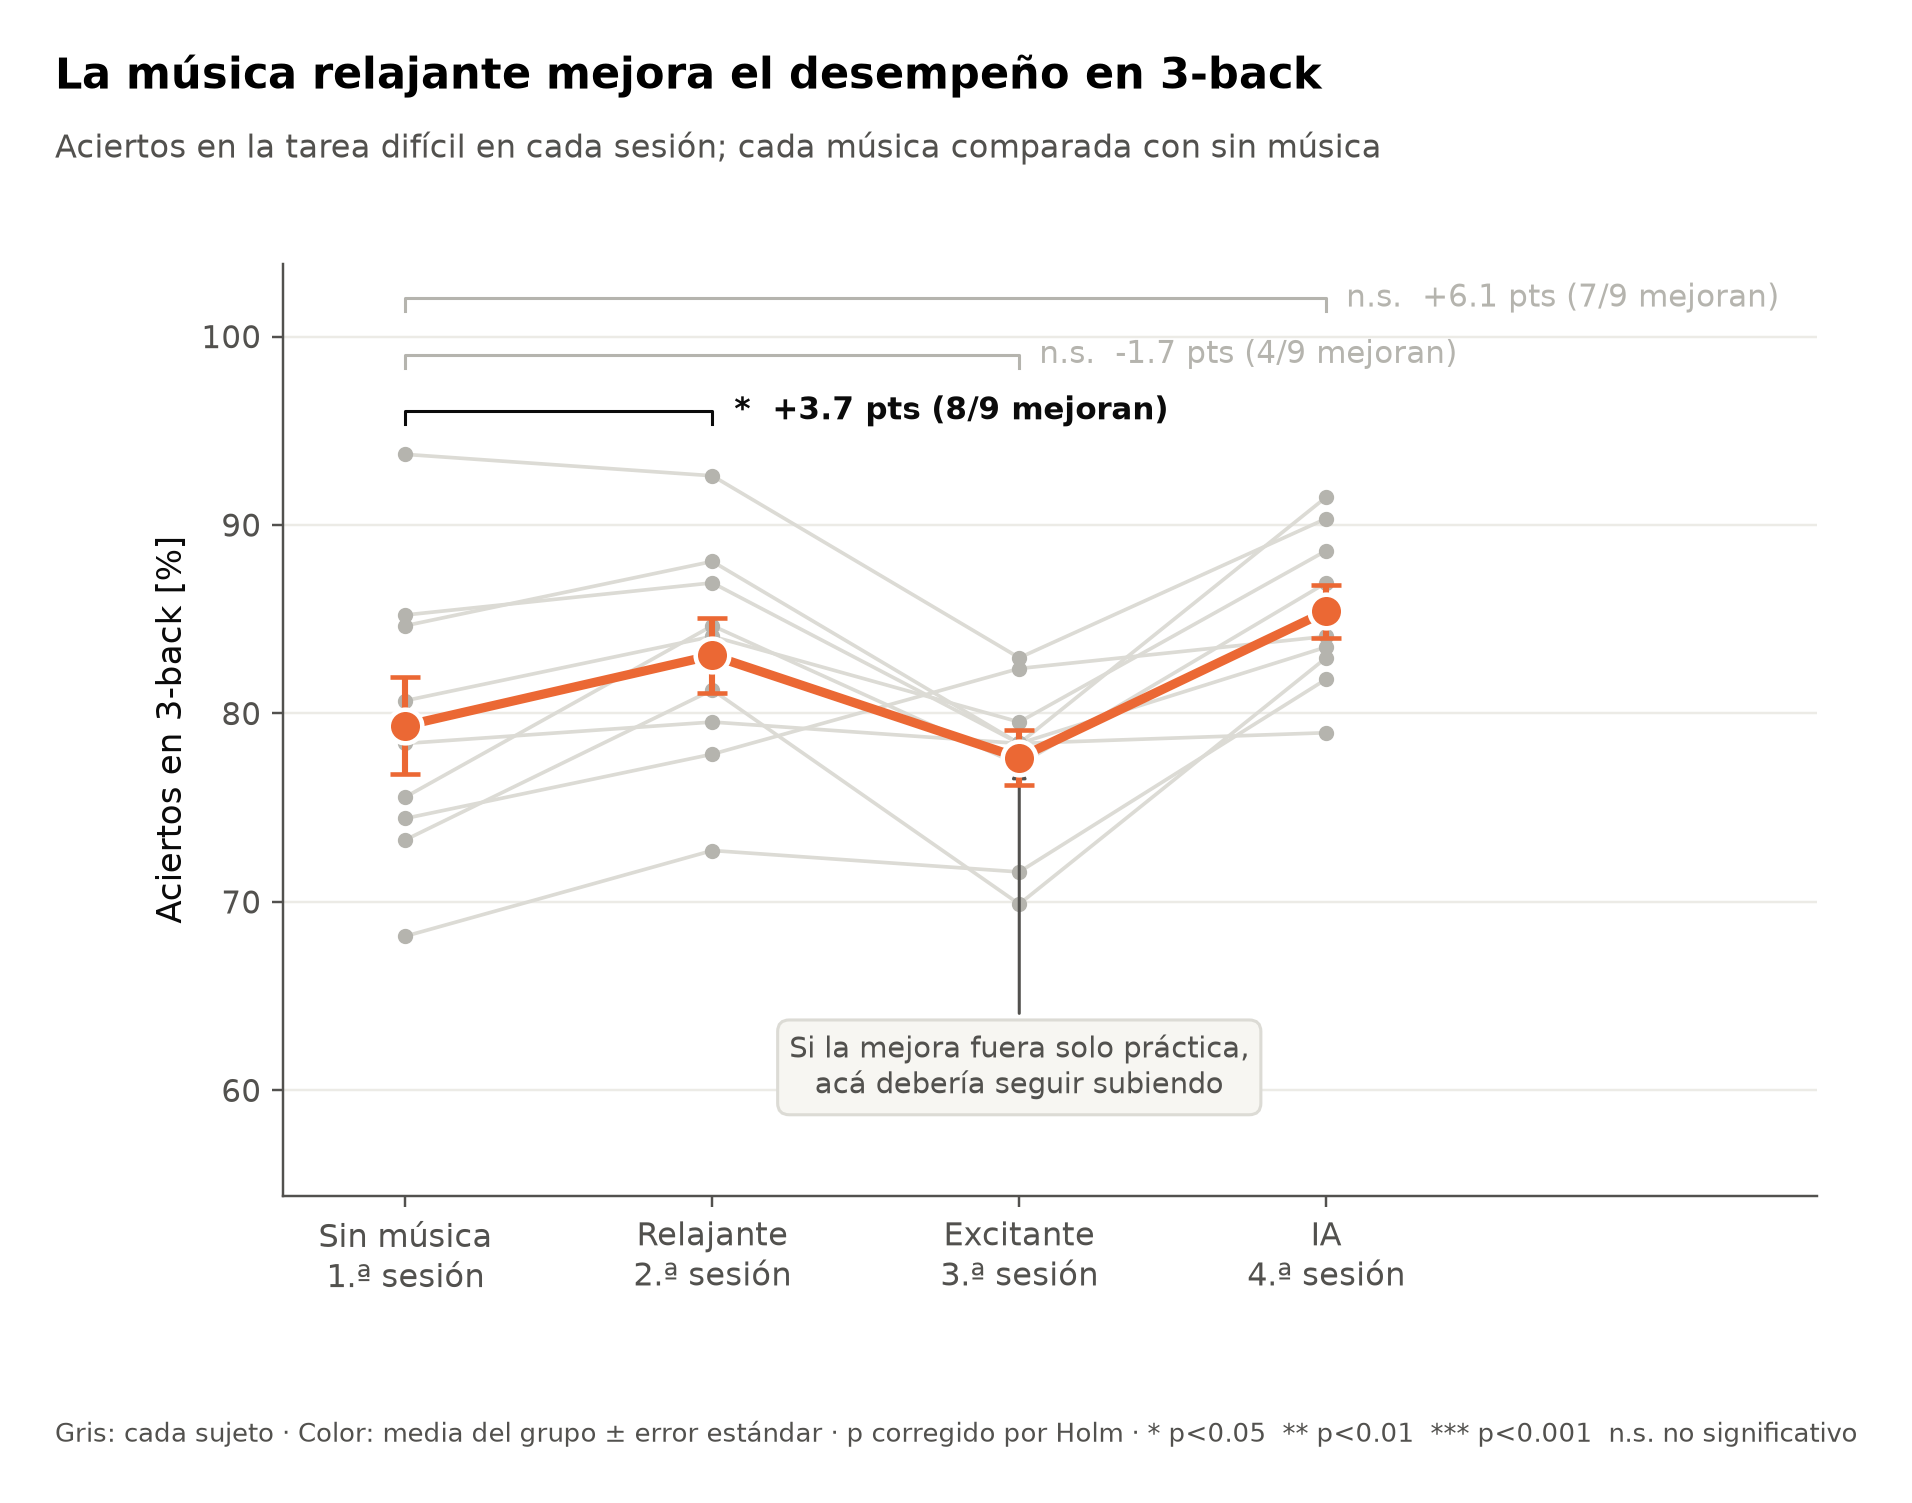 La música relajante mejora el desempeño en 3-back
Aciertos en la tarea difícil en cada sesión; cada música comparada con sin música
n.s.  +6.1 pts (7/9 mejoran)
n.s.  -1.7 pts (4/9 mejoran)
*  +3.7 pts (8/9 mejoran)
Aciertos en 3-back [%]
100
90
80
70
60
Si la mejora fuera solo práctica,
acá debería seguir subiendo
Sin música
1.ª sesión
Relajante
2.ª sesión
Excitante
3.ª sesión
IA
4.ª sesión
Gris: cada sujeto · Color: media del grupo ± error estándar · p corregido por Holm · * p<0.05  ** p<0.01  *** p<0.001  n.s. no significativo